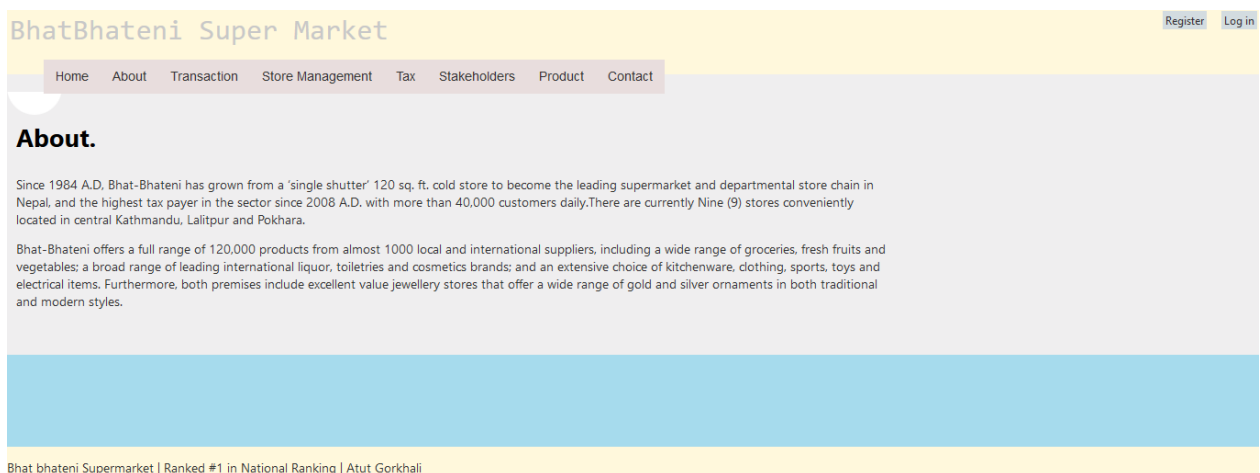 BhatBhateni Super Market
Register Log in
Home About Transaction Store Management Tax Stakeholders Product Contact
About.
Since 1984 A.D, Bhat-Bhateni has grown from a ‘single shutter’ 120 sq. ft. cold store to become the leading supermarket and departmental store chain in
Nepal, and the highest tax payer in the sector since 2008 A.D. with more than 40,000 customers daily.There are currently Nine (9) stores conveniently
located in central Kathmandu, Lalitpur and Pokhara.
Bhat-Bhateni offers a full range of 120,000 products from almost 1000 local and international suppliers, including a wide range of groceries, fresh fruits and
vegetables; a broad range of leading international liquor, toiletries and cosmetics brands; and an extensive choice of kitchenware, clothing, sports, toys and
electrical items. Furthermore, both premises include excellent value jewellery stores that offer a wide range of gold and silver ornaments in both traditional
and modern styles.
Bhat bhateni Supermarket | Ranked #1 in National Ranking | Atut Gorkhali